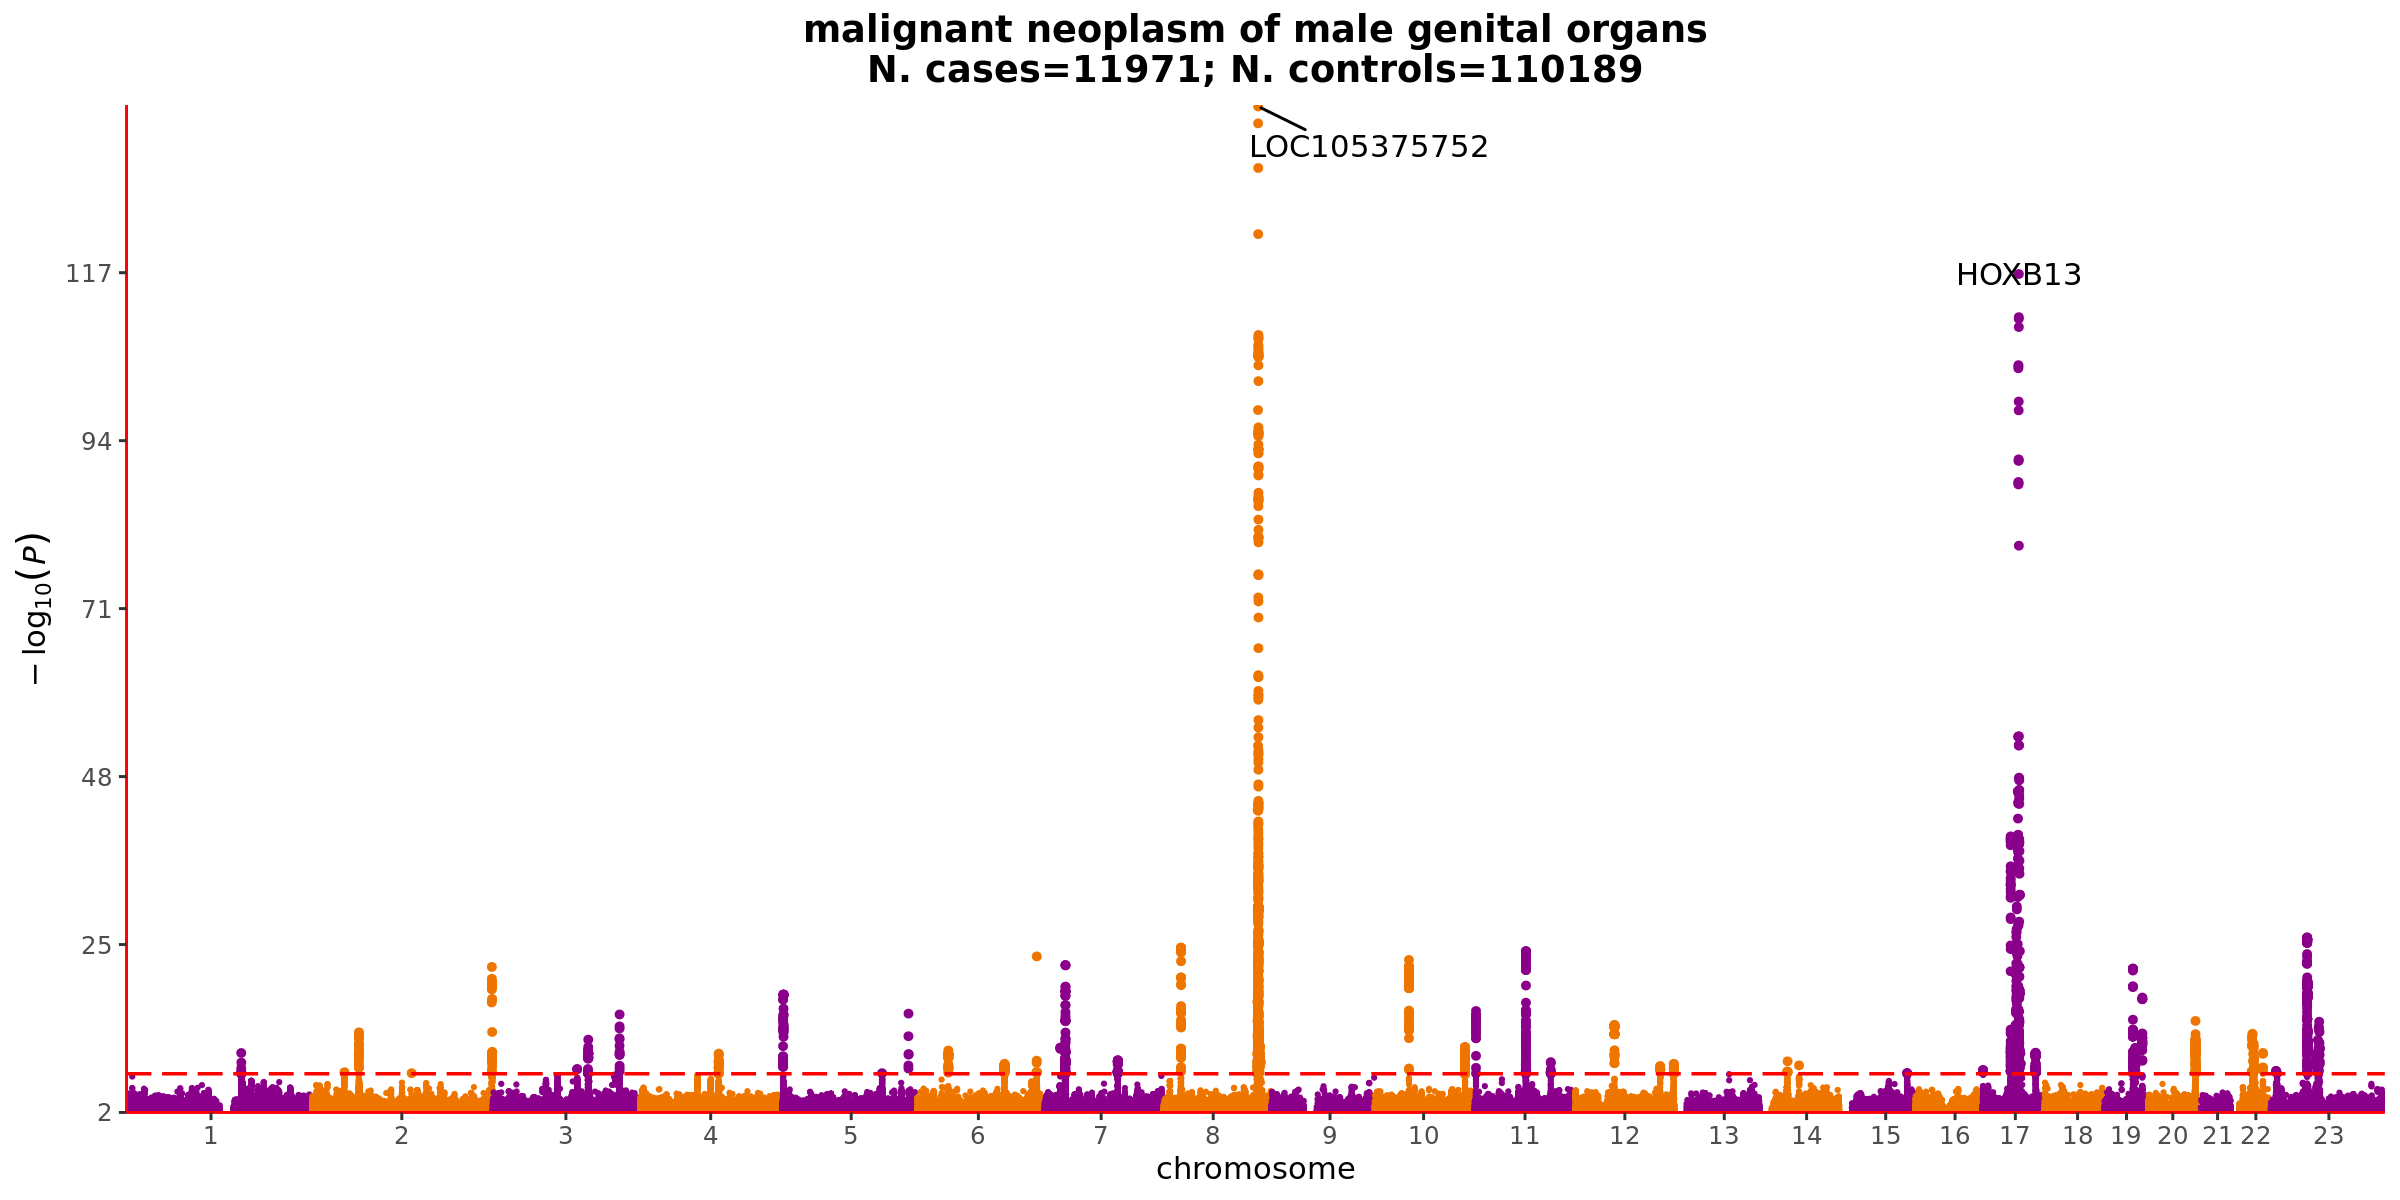 malignant neoplasm of male genital organs
N. cases=11971; N. controls=110189
LOC105375752
HOXB13
117
94
71
48
25
2
−log10(P)
1 2 3 4 5 6 7 8 9 10 11 12 13 14 15 16 17 18 19 20 21 22 23
chromosome